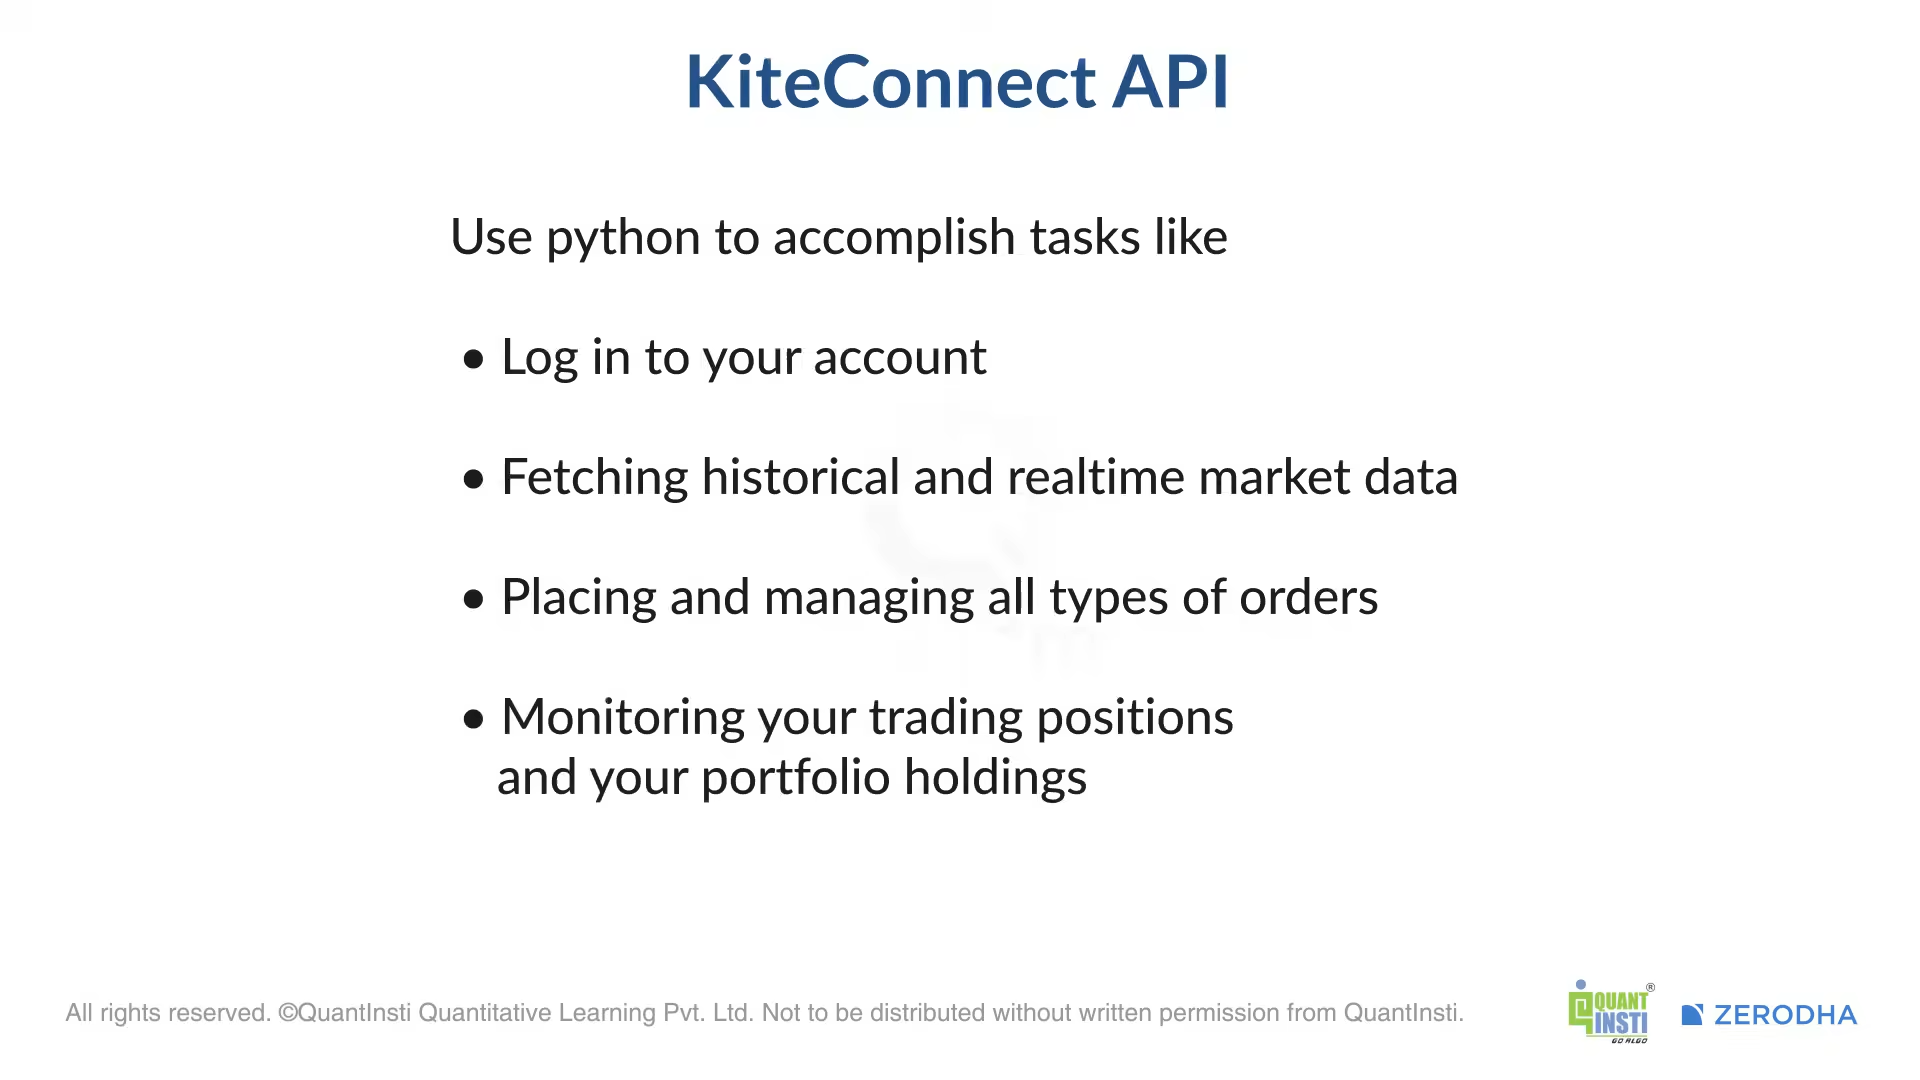 KiteConnect API
Use python to accomplish tasks like
• Log in to your account
• Fetching historical and realtime market data
• Placing and managing all types of orders
• Monitoring your trading positions
and your portfolio holdings
All rights reserved. ©QuantInsti Quantitative Learning Pvt. Ltd. Not to be distributed without written permission from QuantInsti.
QUANT®
INSTI
GO ALGO
ZERODHA